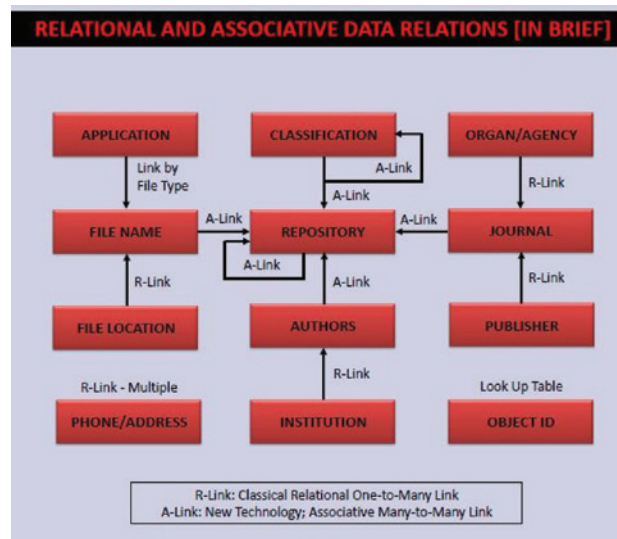 RELATIONAL AND ASSOCIATIVE DATA RELATIONS [IN BRIEF]
APPLICATION
CLASSIFICATION
ORGAN/AGENCY
Link by
File Type
A-Link
A-Link
R-Link
FILE NAME
A-Link
REPOSITORY
A-Link
JOURNAL
A-Link
R-Link
A-Link
R-Link
FILE LOCATION
AUTHORS
PUBLISHER
R-Link
R-Link - Multiple
Look Up Table
PHONE/ADDRESS
INSTITUTION
OBJECT ID
R-Link: Classical Relational One-to-Many Link
A-Link: New Technology; Associative Many-to-Many Link